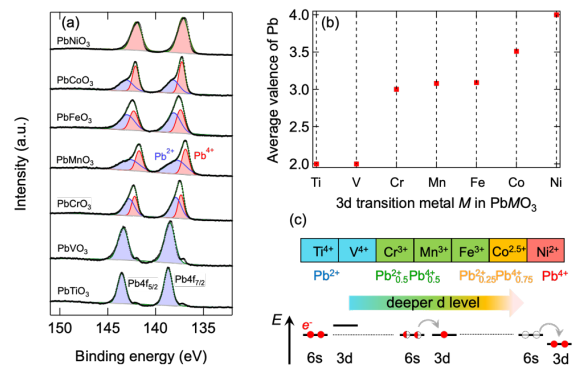 (a)
PbNiO3
PbCoO3
PbFeO3
PbMnO3
PbCrO3
PbVO3
PbTiO3
Pb2+
Pb4+
Pb4f5/2
Pb4f7/2
Intensity (a.u.)
150 145 140 135
Binding energy (eV)
(b)
Average valence of Pb
4.0
3.5
3.0
2.5
2.0
Ti V Cr Mn Fe Co Ni
3d transition metal M in PbMO3
(c)
Ti4+ V4+ Cr3+ Mn3+ Fe3+ Co2.5+ Ni2+
Pb2+ Pb2+0.5Pb4+0.5 Pb2+0.25Pb4+0.75 Pb4+
deeper d level
E
e-
6s 3d 6s 3d 6s 3d